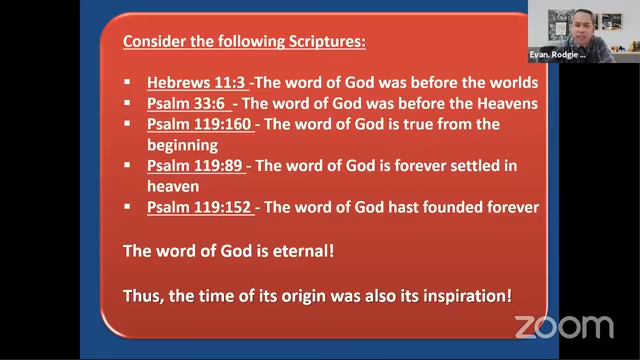 Consider the following Scriptures:
▪ Hebrews 11:3 -The word of God was before the worlds
▪ Psalm 33:6 - The word of God was before the Heavens
▪ Psalm 119:160 - The word of God is true from the
beginning
▪ Psalm 119:89 - The word of God is forever settled in
heaven
▪ Psalm 119:152 - The word of God hast founded forever
The word of God is eternal!
Thus, the time of its origin was also its inspiration!
Evan. Rodgie ...
zoom